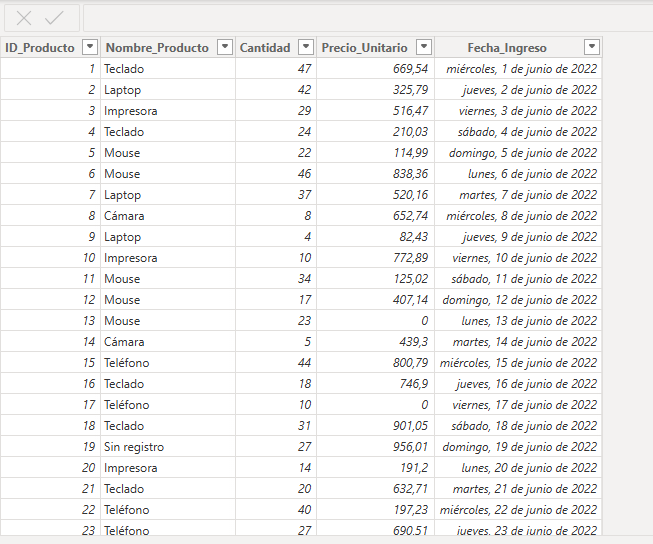 ID_Producto Nombre_Producto Cantidad Precio_Unitario Fecha_Ingreso
1 Teclado 47 669,54 miércoles, 1 de junio de 2022
2 Laptop 42 325,79 jueves, 2 de junio de 2022
3 Impresora 29 516,47 viernes, 3 de junio de 2022
4 Teclado 24 210,03 sábado, 4 de junio de 2022
5 Mouse 22 114,99 domingo, 5 de junio de 2022
6 Mouse 46 838,36 lunes, 6 de junio de 2022
7 Laptop 37 520,16 martes, 7 de junio de 2022
8 Cámara 8 652,74 miércoles, 8 de junio de 2022
9 Laptop 4 82,43 jueves, 9 de junio de 2022
10 Impresora 10 772,89 viernes, 10 de junio de 2022
11 Mouse 34 125,02 sábado, 11 de junio de 2022
12 Mouse 17 407,14 domingo, 12 de junio de 2022
13 Mouse 23 0 lunes, 13 de junio de 2022
14 Cámara 5 439,3 martes, 14 de junio de 2022
15 Teléfono 44 800,79 miércoles, 15 de junio de 2022
16 Teclado 18 746,9 jueves, 16 de junio de 2022
17 Teléfono 10 0 viernes, 17 de junio de 2022
18 Teclado 31 901,05 sábado, 18 de junio de 2022
19 Sin registro 27 956,01 domingo, 19 de junio de 2022
20 Impresora 14 191,2 lunes, 20 de junio de 2022
21 Teclado 20 632,71 martes, 21 de junio de 2022
22 Teléfono 40 197,23 miércoles, 22 de junio de 2022
23 Teléfono 27 690,51 jueves, 23 de junio de 2022